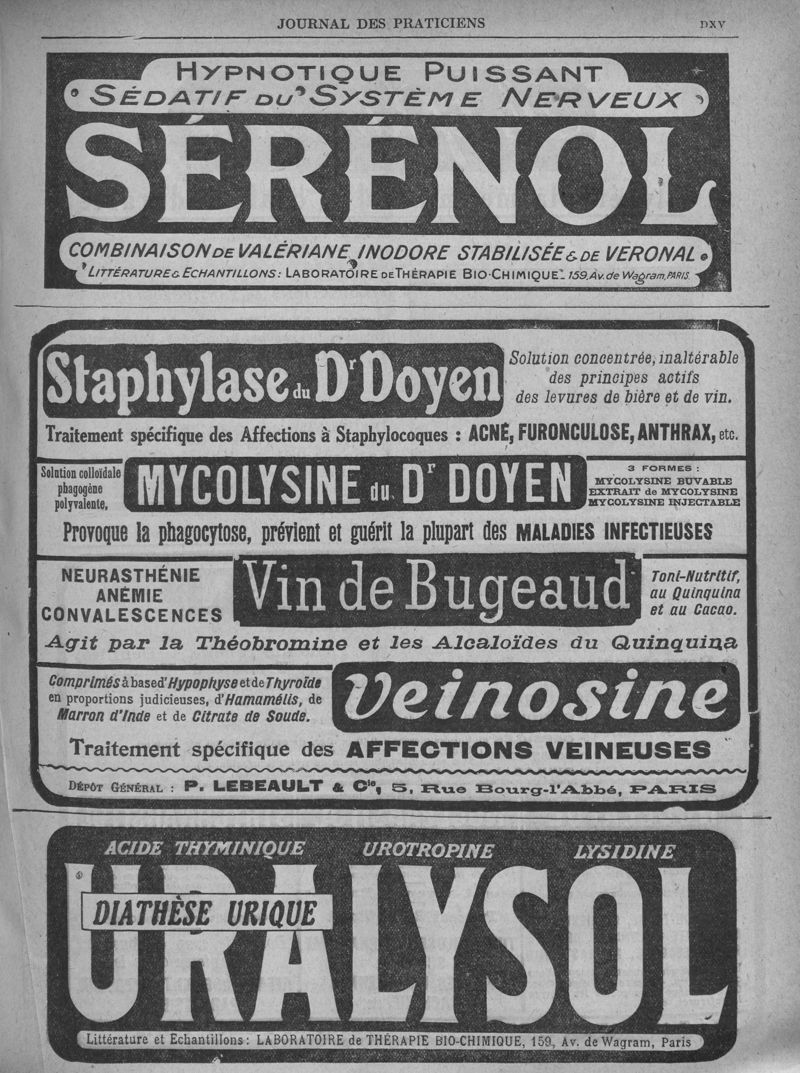 JOURNAL DES PRATICIENS
DXV
HYPNOTIQUE PUISSANT
SÉDATIF DU SYSTÈME NERVEUX
SÉRÉNOL
COMBINAISON DE VALÉRIANE INODORE STABILISÉE & DE VERONAL
LITTÉRATURE & ECHANTILLONS: LABORATOIRE DE THÉRAPIE BIO-CHIMIQUE_159, Av. de Wagram, PARIS
Staphylase du Dr Doyen
Solution concentrée, inaltérable
des principes actifs
des levures de bière et de vin.
Traitement spécifique des Affections à Staphylocoques : ACNÉ, FURONCULOSE, ANTHRAX, etc.
Solution colloïdale
phagogène
polyvalente,
MYCOLYSINE du Dr DOYEN
3 FORMES :
MYCOLYSINE BUVABLE
EXTRAIT de MYCOLYSINE
MYCOLYSINE INJECTABLE
Provoque la phagocytose, prévient et guérit la plupart des MALADIES INFECTIEUSES
NEURASTHÉNIE
ANÉMIE
CONVALESCENCES
Vin de Bugeaud
Toni-Nutritif,
au Quinquina
et au Cacao.
Agit par la Théobromine et les Alcaloïdes du Quinquina
Comprimés à base d'Hypophyse et de Thyroïde
en proportions judicieuses, d'Hamamélis, de
Marron d'Inde et de Citrate de Soude.
Veinosine
Traitement spécifique des AFFECTIONS VEINEUSES
DÉPÔT GÉNÉRAL : P. LEBEAULT & Cie, 5, Rue Bourg-l'Abbé, PARIS
ACIDE THYMINIQUE UROTROPINE LYSIDINE
URALYSOL
DIATHÈSE URIQUE
Littérature et Echantillons: LABORATOIRE de THÉRAPIE BIO-CHIMIQUE, 159, Av. de Wagram, Paris